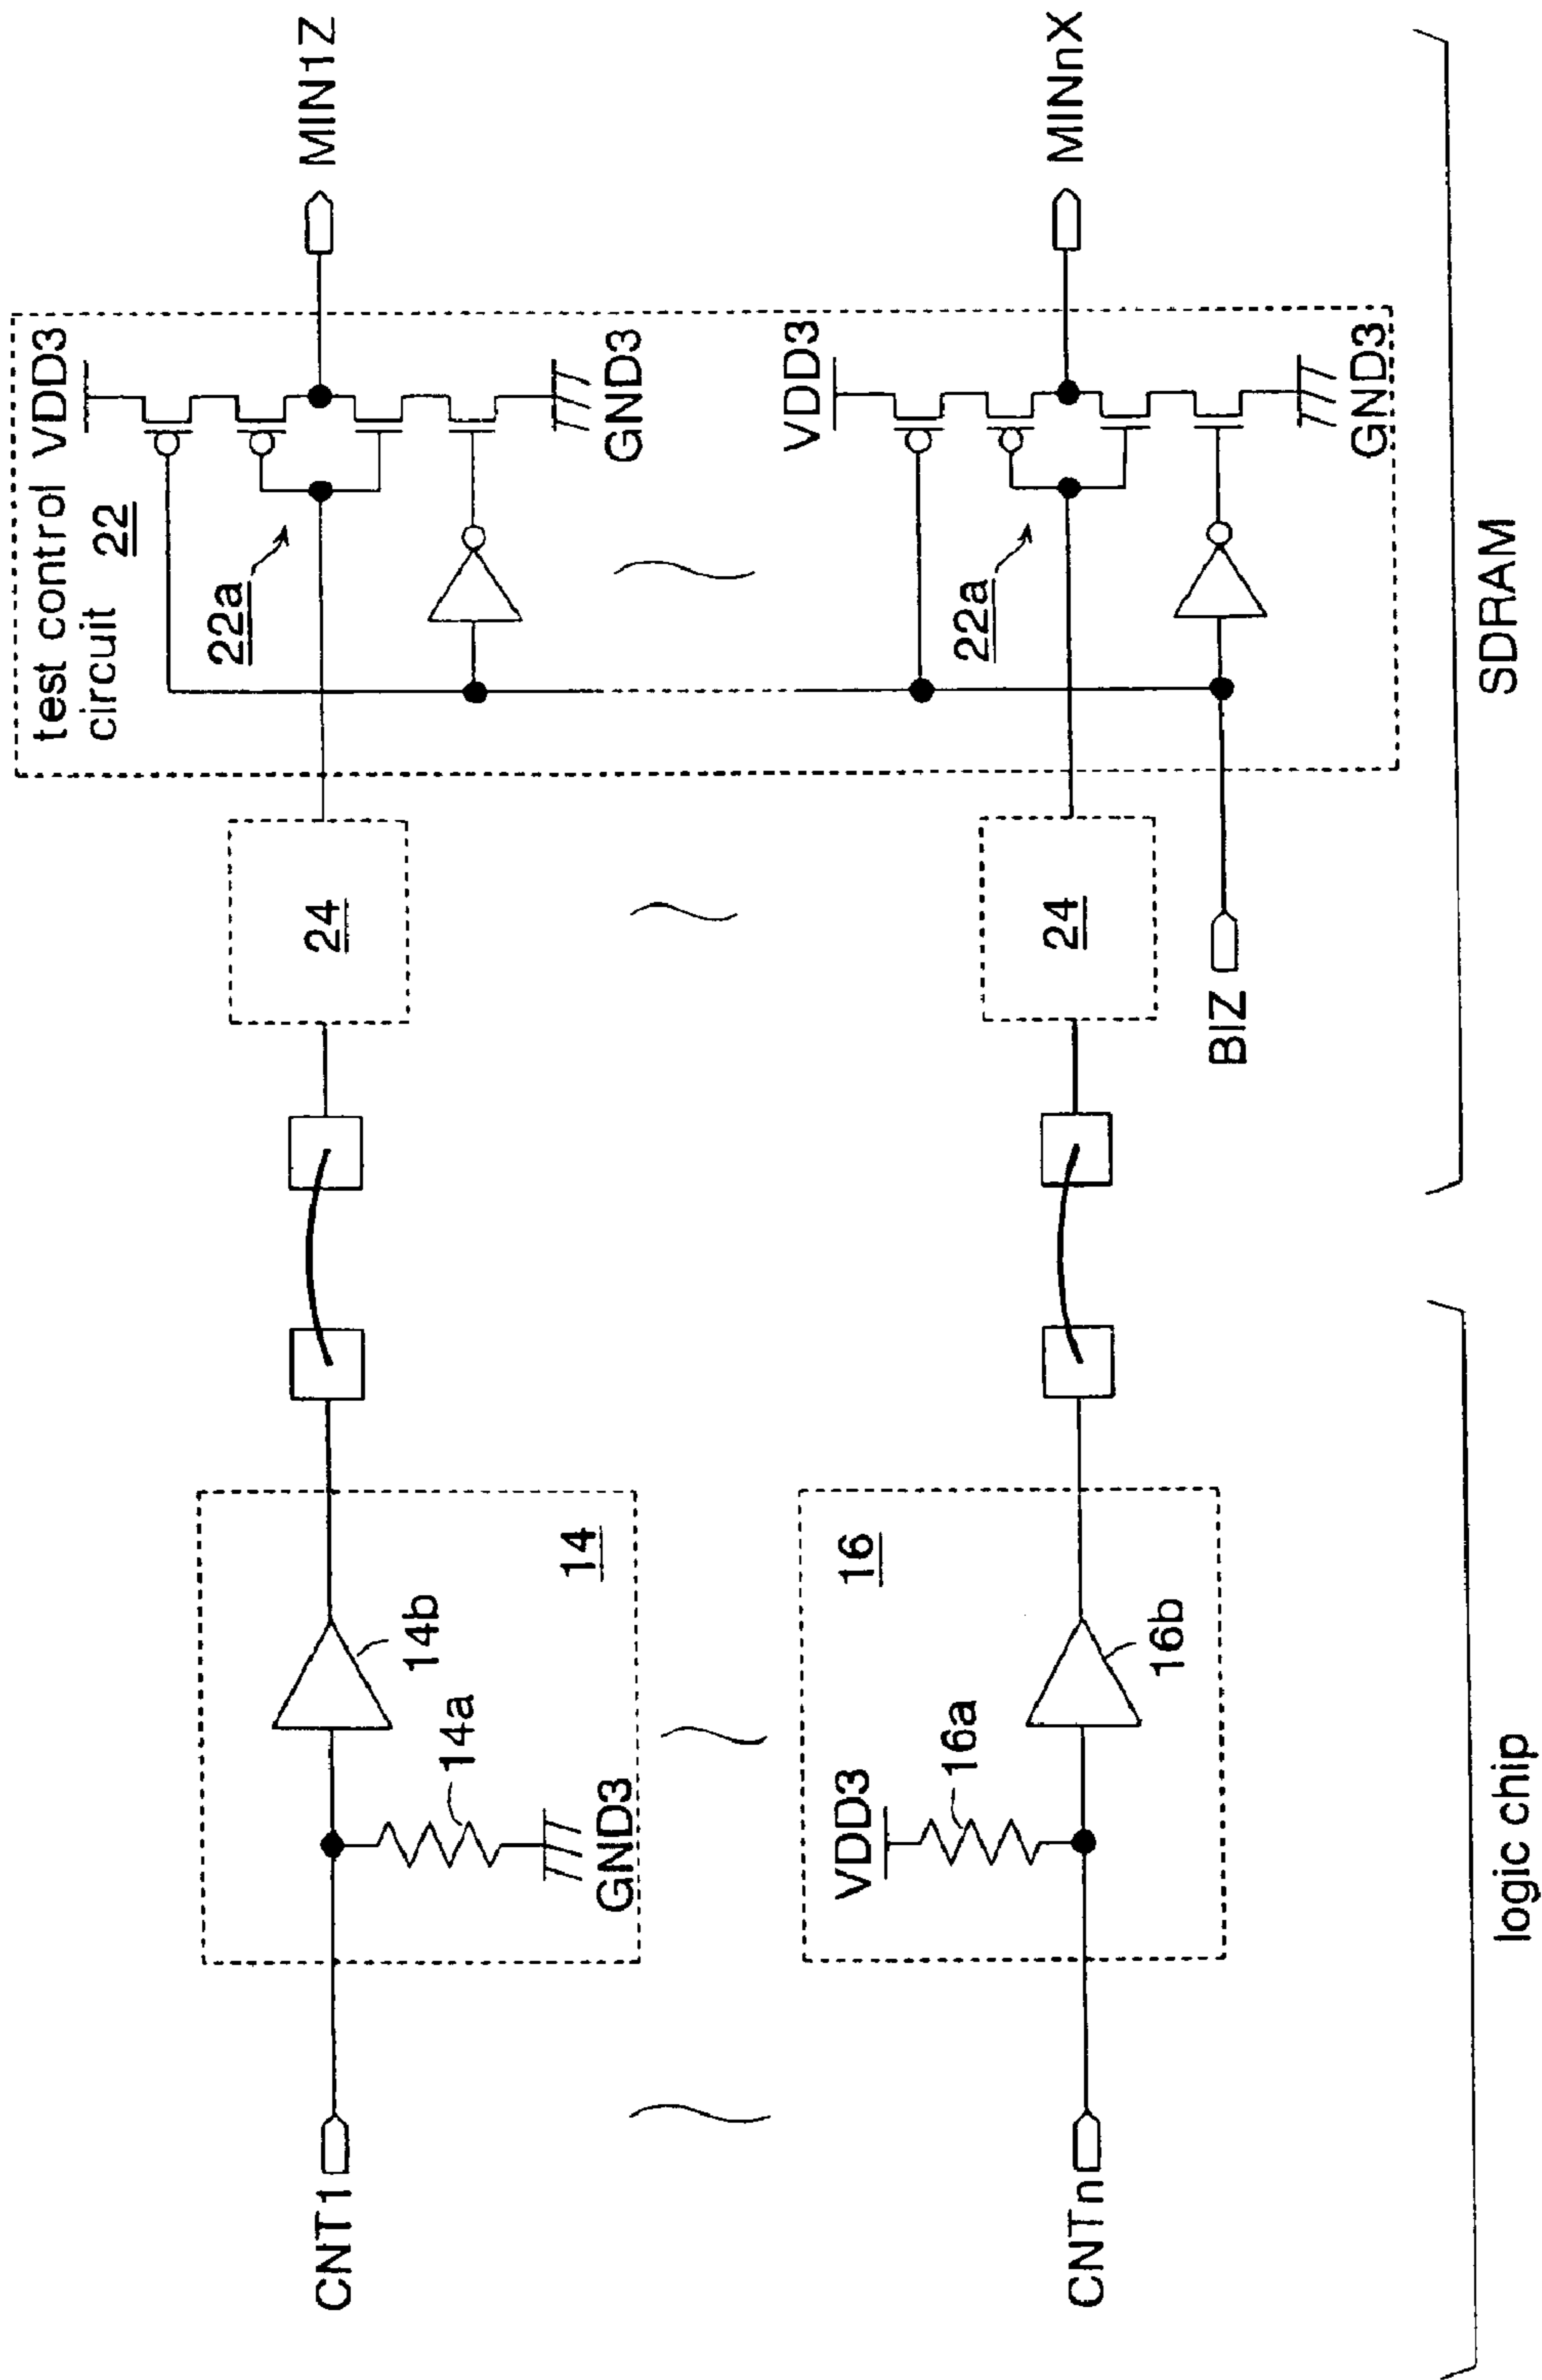 test control VDD3
circuit 22
22a
MIN1Z
GND3
24
14
14b
14a
GND3
CNT1
VDD3
22a
MINnX
GND3
24
BIZ
16
16b
VDD3
16a
CNTn
logic chip
SDRAM